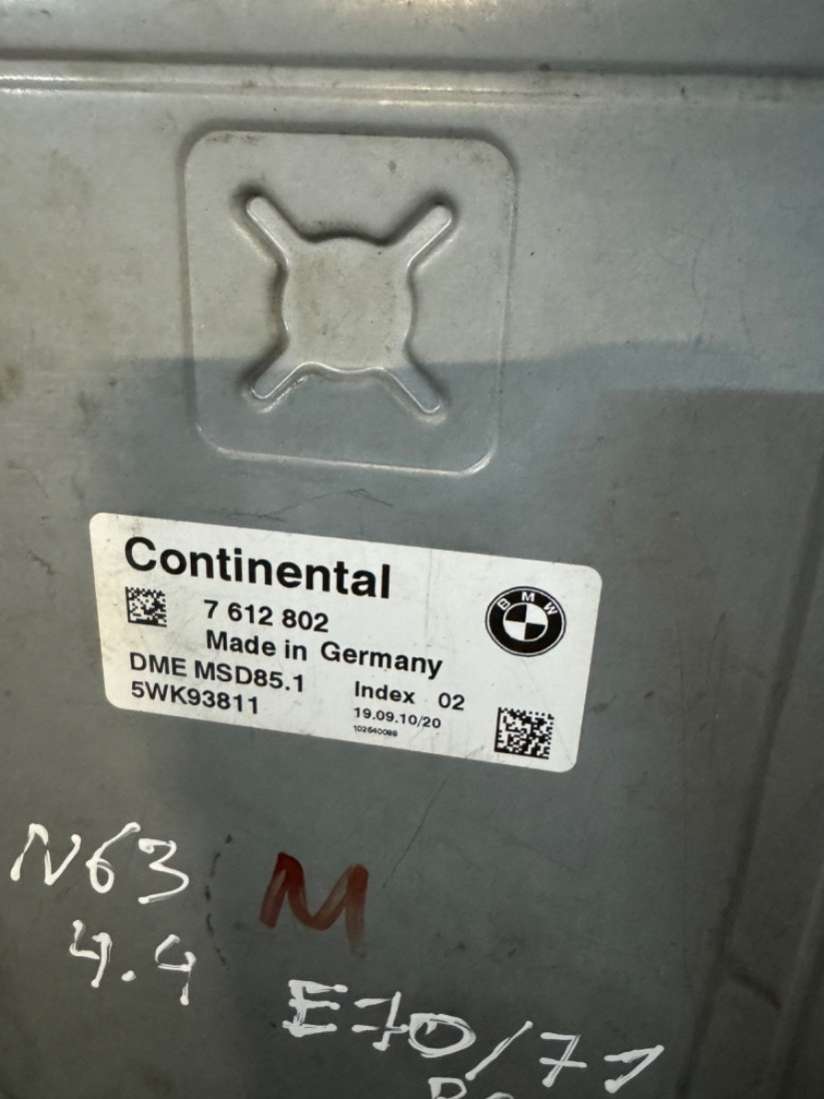 Continental
7 612 802
BMW
Made in Germany
DME MSD85.1
Index 02
5WK93811
19.09.10/20
N63
M
4.4
E70/71